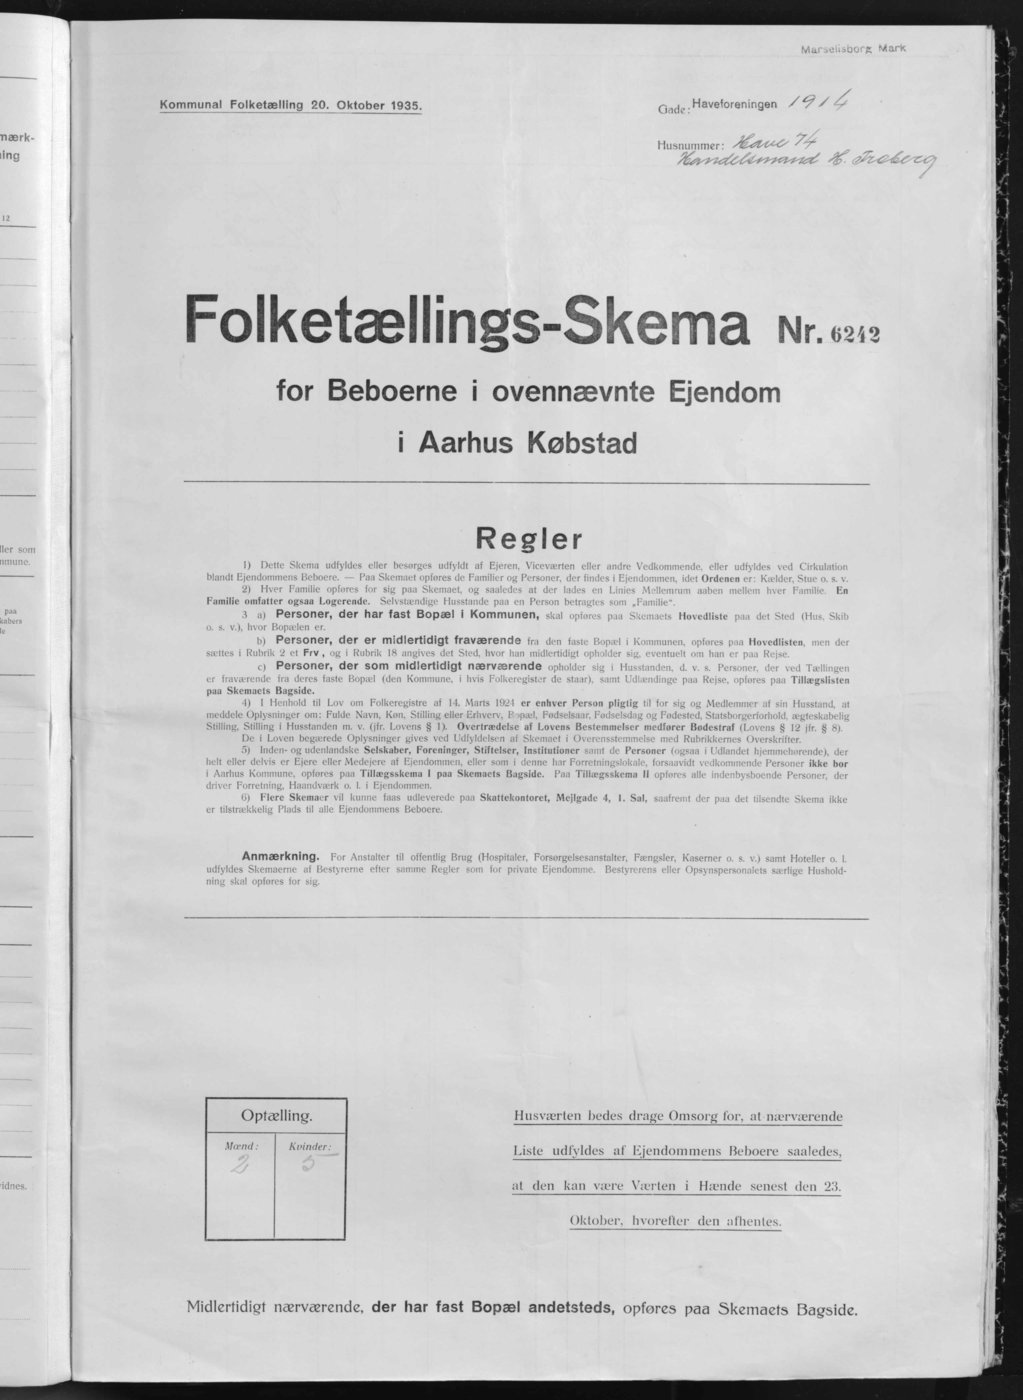 Marselisborg Mark
Kommunal Folketælling 20. Oktober 1935.
Gade: Haveforeningen 1914
Husnummer: Have 74
Handelsmand H. Troberg
Folketællings-Skema Nr. 6242
for Beboerne i ovennævnte Ejendom
i Aarhus Købstad
Regler
1) Dette Skema udfyldes eller besørges udfyldt af Ejeren, Viceværten eller andre Vedkommende, eller udfyldes ved Cirkulation
blandt Ejendommens Beboere. — Paa Skemaet opføres de Familier og Personer, der findes i Ejendommen, idet Ordenen er: Kælder, Stue o. s. v.
2) Hver Familie opføres for sig paa Skemaet, og saaledes at der lades en Linies Mellemrum aaben mellem hver Familie. En
Familie omfatter ogsaa Logerende. Selvstændige Husstande paa en Person betragtes som „Familie“.
3 a) Personer, der har fast Bopæl i Kommunen, skal opføres paa Skemaets Hovedliste paa det Sted (Hus, Skib
o. s. v.), hvor Bopælen er.
b) Personer, der er midlertidigt fraværende fra den faste Bopæl i Kommunen, opføres paa Hovedlisten, men der
sættes i Rubrik 2 et Frv, og i Rubrik 18 angives det Sted, hvor han midlertidigt opholder sig, eventuelt om han er paa Rejse.
c) Personer, der som midlertidigt nærværende opholder sig i Husstanden, d. v. s. Personer, der ved Tællingen
er fraværende fra deres faste Bopæl (den Kommune, i hvis Folkeregister de staar), samt Udlændinge paa Rejse, opføres paa Tillægslisten
paa Skemaets Bagside.
4) I Henhold til Lov om Folkeregistre af 14. Marts 1924 er enhver Person pligtig til for sig og Medlemmer af sin Husstand, at
meddele Oplysninger om: Fulde Navn, Køn, Stilling eller Erhverv, Bopæl, Fødselsaar, Fødselsdag og Fødested, Statsborgerforhold, ægteskabelig
Stilling, Stilling i Husstanden m. v. (jfr. Lovens § 1). Overtrædelse af Lovens Bestemmelser medfører Bødestraf (Lovens § 12 jfr. § 8).
De i Loven begærede Oplysninger gives ved Udfyldelsen af Skemaet i Overensstemmelse med Rubrikkernes Overskrifter.
5) Inden- og udenlandske Selskaber, Foreninger, Stiftelser, Institutioner samt de Personer (ogsaa i Udlandet hjemmehørende), der
helt eller delvis er Ejere eller Medejere af Ejendommen, eller som i denne har Forretningslokale, forsaavidt vedkommende Personer ikke bor
i Aarhus Kommune, opføres paa Tillægsskema I paa Skemaets Bagside. Paa Tillægsskema II opføres alle indenbysboende Personer, der
driver Forretning, Haandværk o. l. i Ejendommen.
6) Flere Skemaer vil kunne faas udleverede paa Skattekontoret, Mejlgade 4, 1. Sal, saafremt der paa det tilsendte Skema ikke
er tilstrækkelig Plads til alle Ejendommens Beboere.
Anmærkning. For Anstalter til offentlig Brug (Hospitaler, Forsørgelsesanstalter, Fængsler, Kaserner o. s. v.) samt Hoteller o. l.
udfyldes Skemaerne af Bestyrerne efter samme Regler som for private Ejendomme. Bestyrerens eller Opsynspersonalets særlige Hushold-
ning skal opføres for sig.
Optælling.
Mænd: Kvinder:
2 5
Husværten bedes drage Omsorg for, at nærværende
Liste udfyldes af Ejendommens Beboere saaledes,
at den kan være Værten i Hænde senest den 23.
Oktober, hvorefter den afhentes.
Midlertidigt nærværende, der har fast Bopæl andetsteds, opføres paa Skemaets Bagside.
mærk-
ing
12
ller som
mmune.
paa
kabers
le
vidnes.